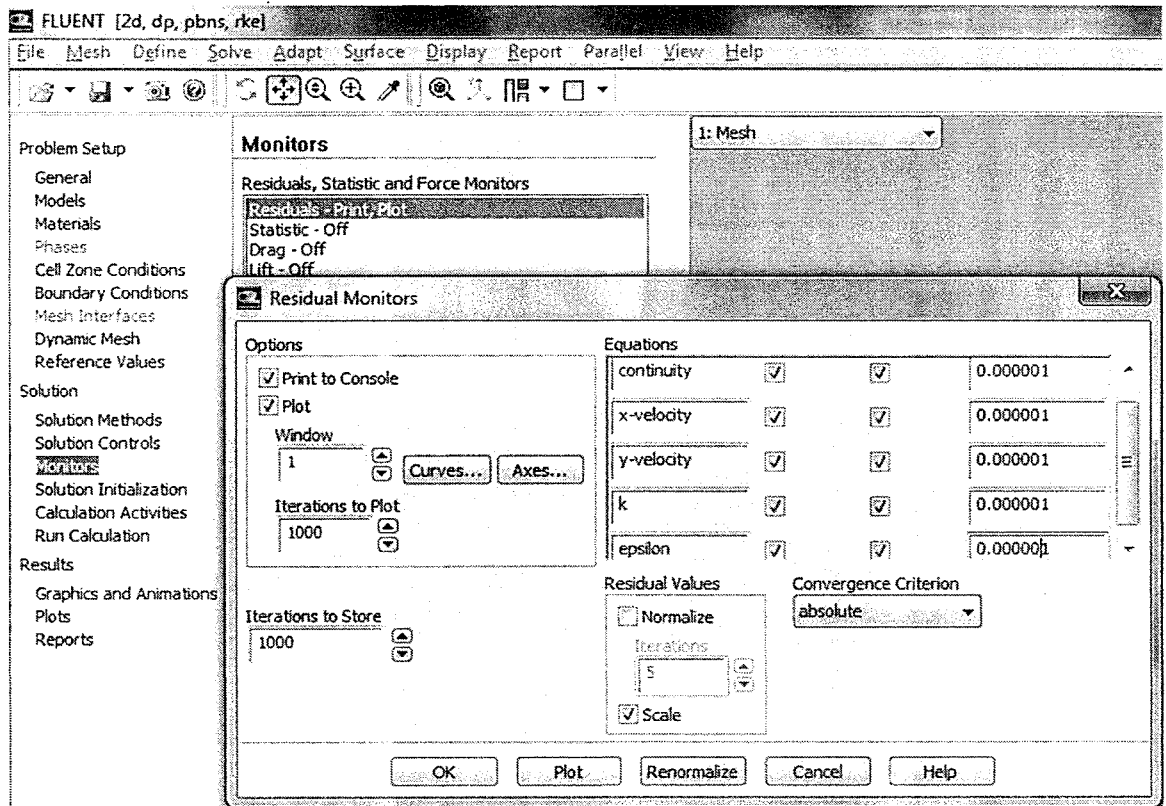 FLUENT [2d, dp, pbns, rke]
File Mesh Define Solve Adapt Surface Display Report Parallel View Help
Problem Setup
General
Models
Materials
Phases
Cell Zone Conditions
Boundary Conditions
Mesh Interfaces
Dynamic Mesh
Reference Values
Solution
Solution Methods
Solution Controls
Monitors
Solution Initialization
Calculation Activities
Run Calculation
Results
Graphics and Animations
Plots
Reports
Monitors
Residuals, Statistic and Force Monitors
Residuals - Print, Plot
Statistic - Off
Drag - Off
Lift - Off
1: Mesh
Residual Monitors
Options
Print to Console
Plot
Window
1
Curves... Axes...
Iterations to Plot
1000
Iterations to Store
1000
Equations
continuity 0.000001
x-velocity 0.000001
y-velocity 0.000001
k 0.000001
epsilon 0.000001
Residual Values
Normalize
Iterations
5
Scale
Convergence Criterion
absolute
OK Plot Renormalize Cancel Help